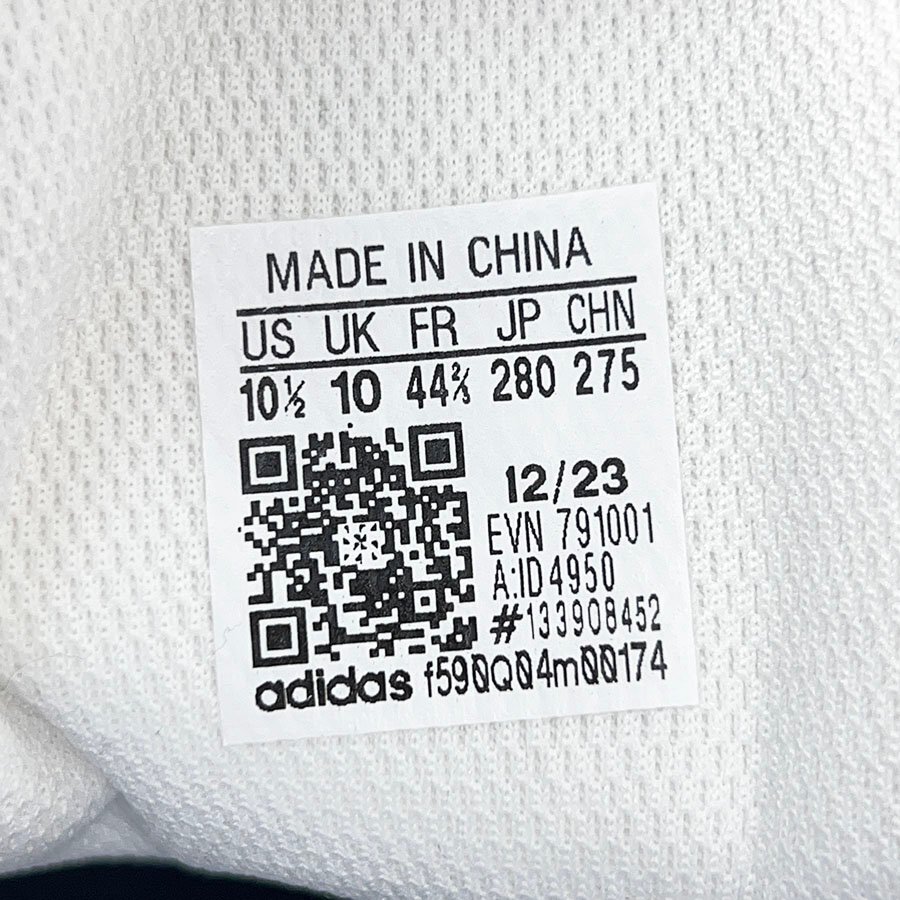 MADE IN CHINA
US UK FR JP CHN
10½ 10 44⅔ 280 275
12/23
EVN 791001
A:ID4950
#133908452
adidas f590Q04m00174